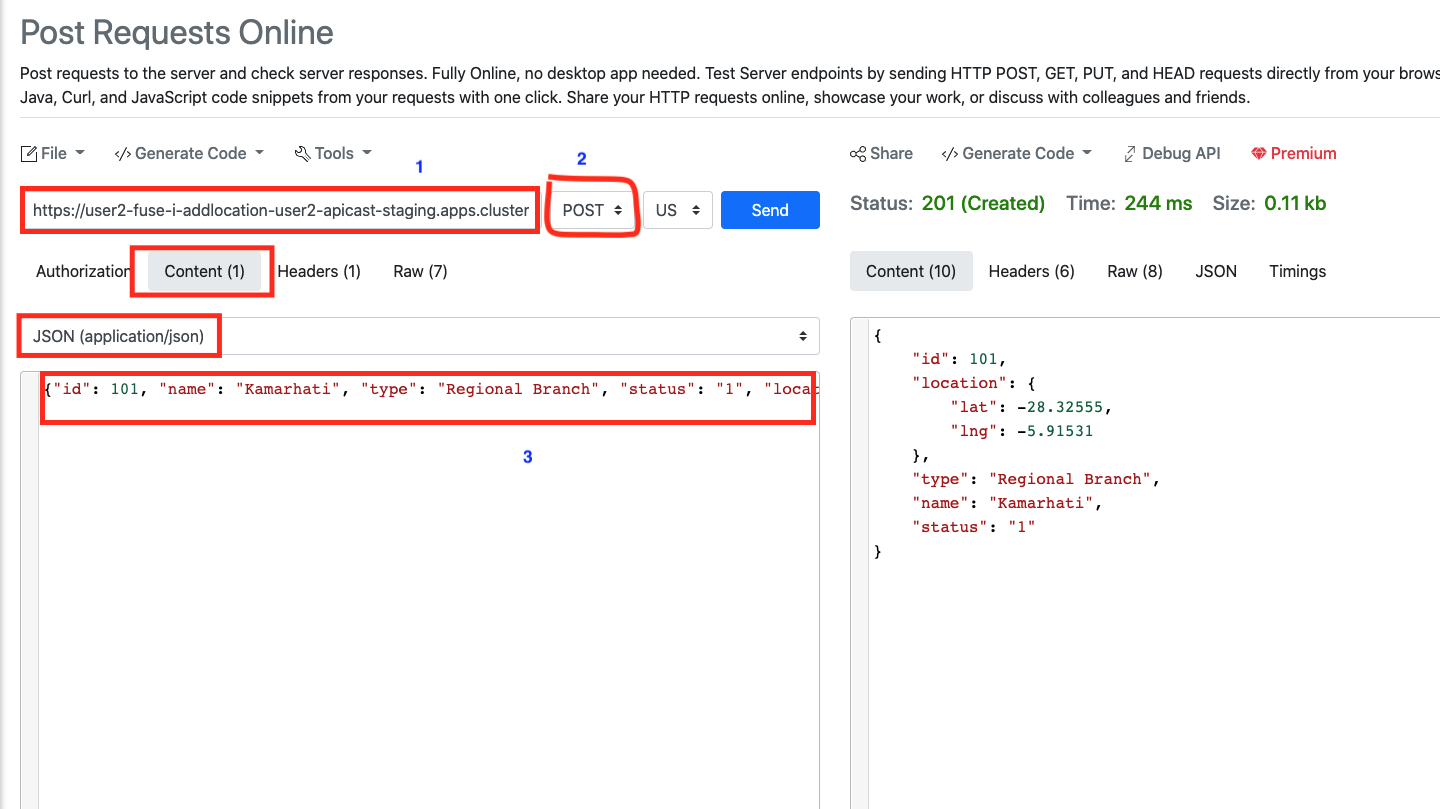 Post Requests Online
Post requests to the server and check server responses. Fully Online, no desktop app needed. Test Server endpoints by sending HTTP POST, GET, PUT, and HEAD requests directly from your brows
Java, Curl, and JavaScript code snippets from your requests with one click. Share your HTTP requests online, showcase your work, or discuss with colleagues and friends.
File </> Generate Code Tools
1
2
https://user2-fuse-i-addlocation-user2-apicast-staging.apps.cluster POST US Send
Authorization Content (1) Headers (1) Raw (7)
JSON (application/json)
{"id": 101, "name": "Kamarhati", "type": "Regional Branch", "status": "1", "locat
3
Share </> Generate Code Debug API Premium
Status: 201 (Created) Time: 244 ms Size: 0.11 kb
Content (10) Headers (6) Raw (8) JSON Timings
{
"id": 101,
"location": {
"lat": -28.32555,
"lng": -5.91531
},
"type": "Regional Branch",
"name": "Kamarhati",
"status": "1"
}